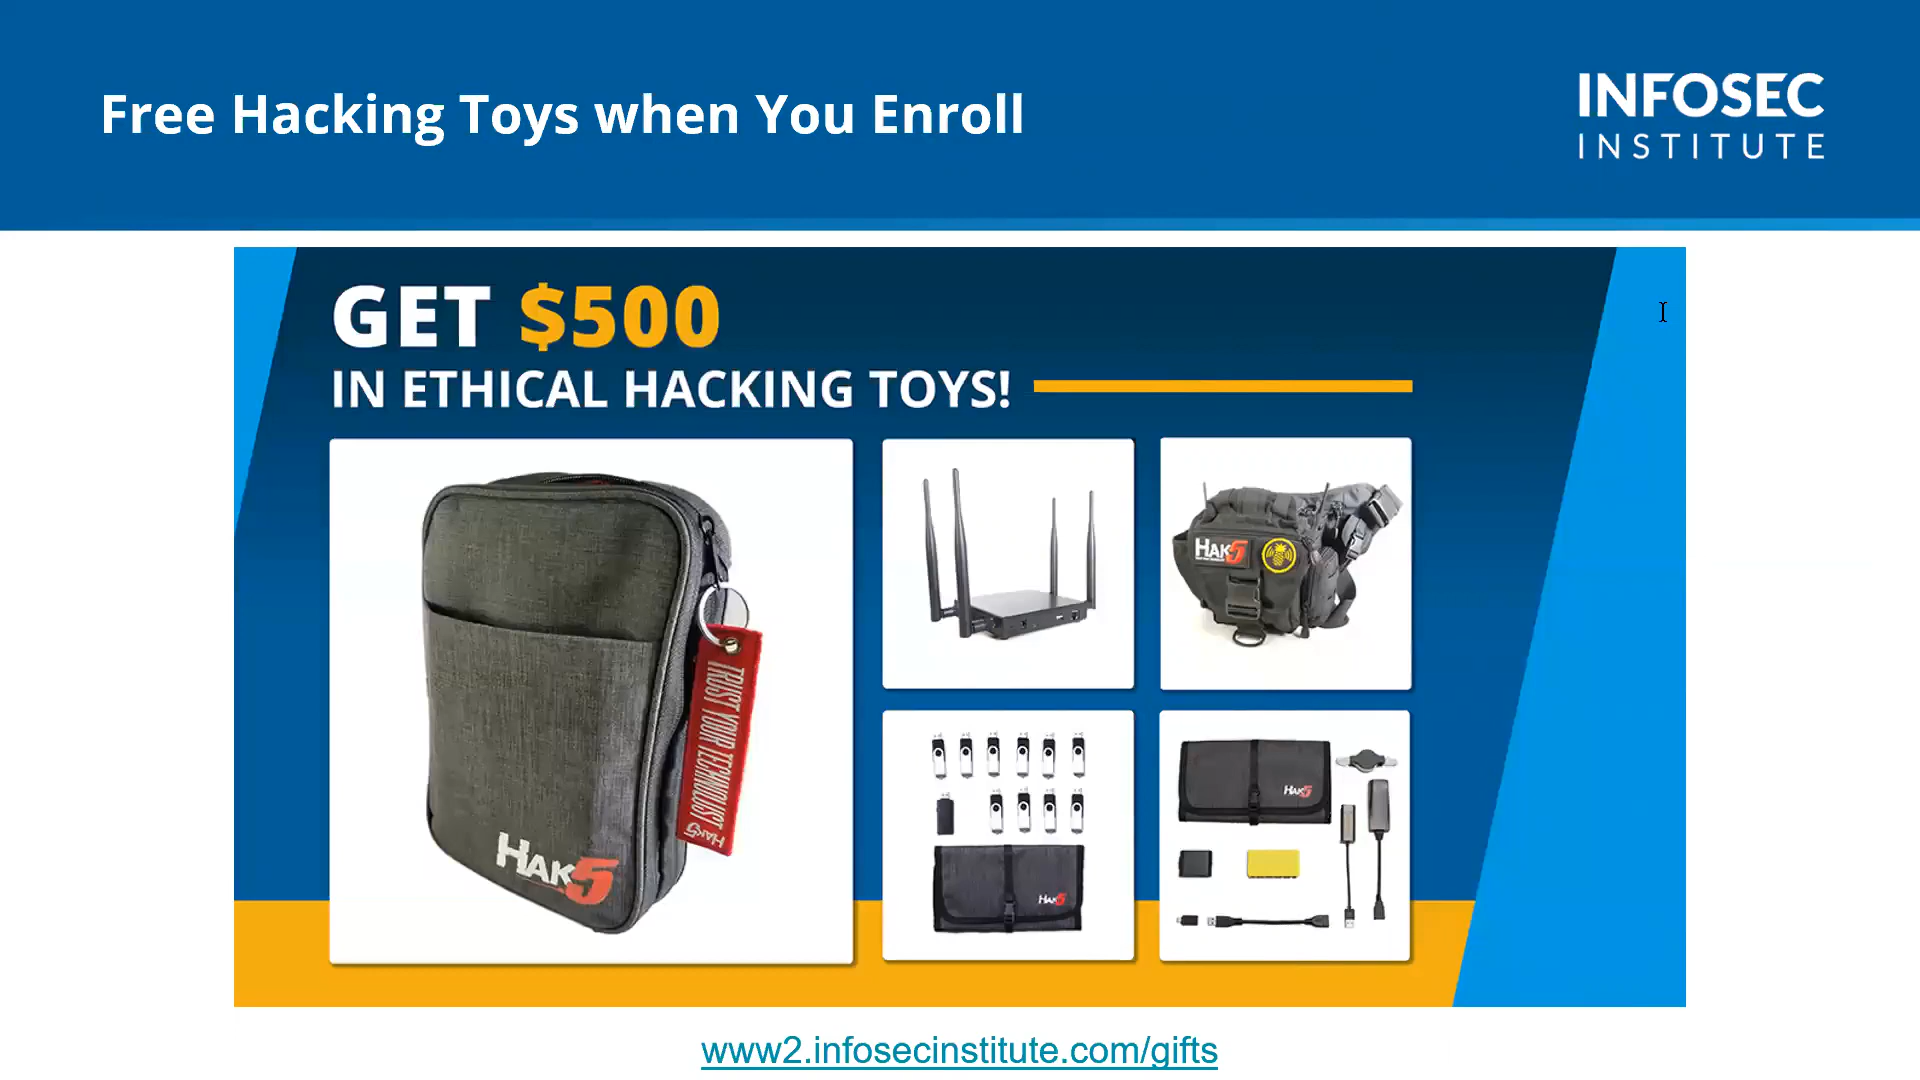 Free Hacking Toys when You Enroll
INFOSEC
INSTITUTE
GET $500
IN ETHICAL HACKING TOYS!
HAK5
TRUST YOUR TECHNOLUST
HAK5
HAK5
HAK5
HAK5
www2.infosecinstitute.com/gifts